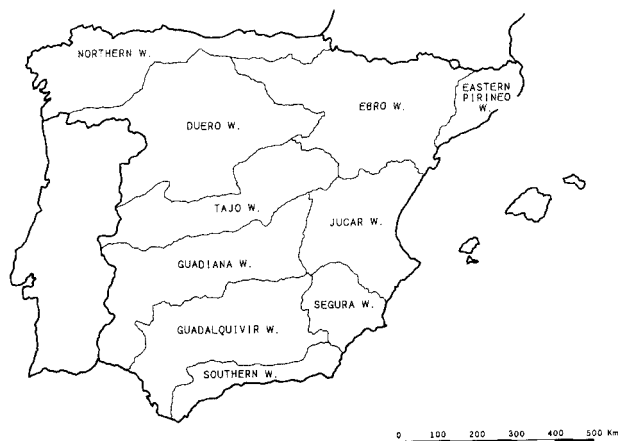 NORTHERN W.
EASTERN
PIRINEO
W.
EBRO W.
DUERO W.
TAJO W.
JUCAR W.
GUADIANA W.
SEGURA W.
GUADALQUIVIR W.
SOUTHERN W.
0 100 200 300 400 500 Km